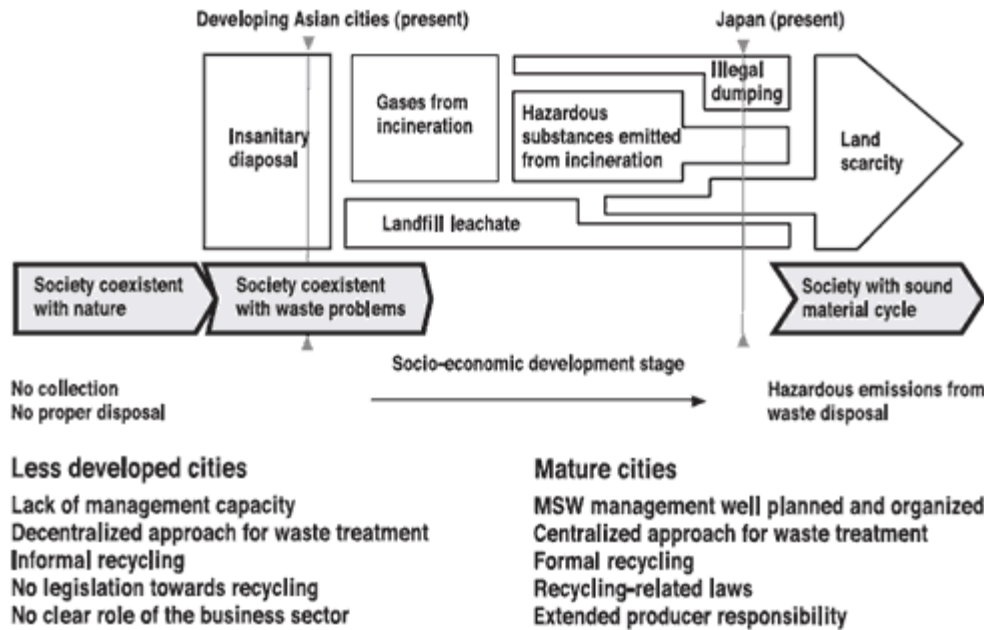 Developing Asian cities (present)
Japan (present)
Insanitary
diaposal
Gases from
incineration
Illegal
dumping
Hazardous
substances emitted
from incineration
Land
scarcity
Landfill leachate
Society coexistent
with nature
Society coexistent
with waste problems
Society with sound
material cycle
Socio-economic development stage
No collection
No proper disposal
Hazardous emissions from
waste disposal
Less developed cities
Lack of management capacity
Decentralized approach for waste treatment
Informal recycling
No legislation towards recycling
No clear role of the business sector
Mature cities
MSW management well planned and organized
Centralized approach for waste treatment
Formal recycling
Recycling-related laws
Extended producer responsibility